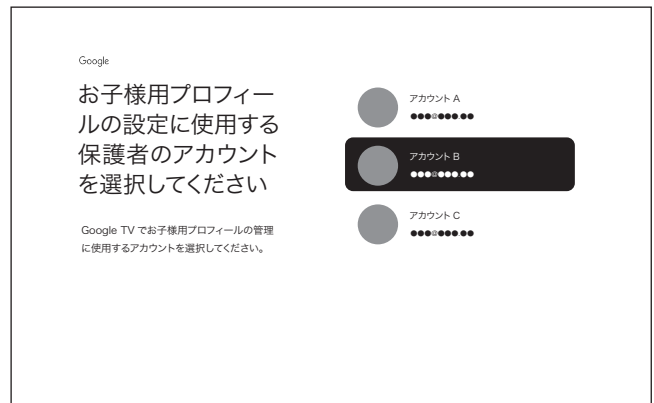 Google
お子様用プロフィー
ルの設定に使用する
保護者のアカウント
を選択してください
Google TV でお子様用プロフィールの管理
に使用するアカウントを選択してください。
アカウント A
●●●@●●●.●●
アカウント B
●●●@●●●.●●
アカウント C
●●●@●●●.●●